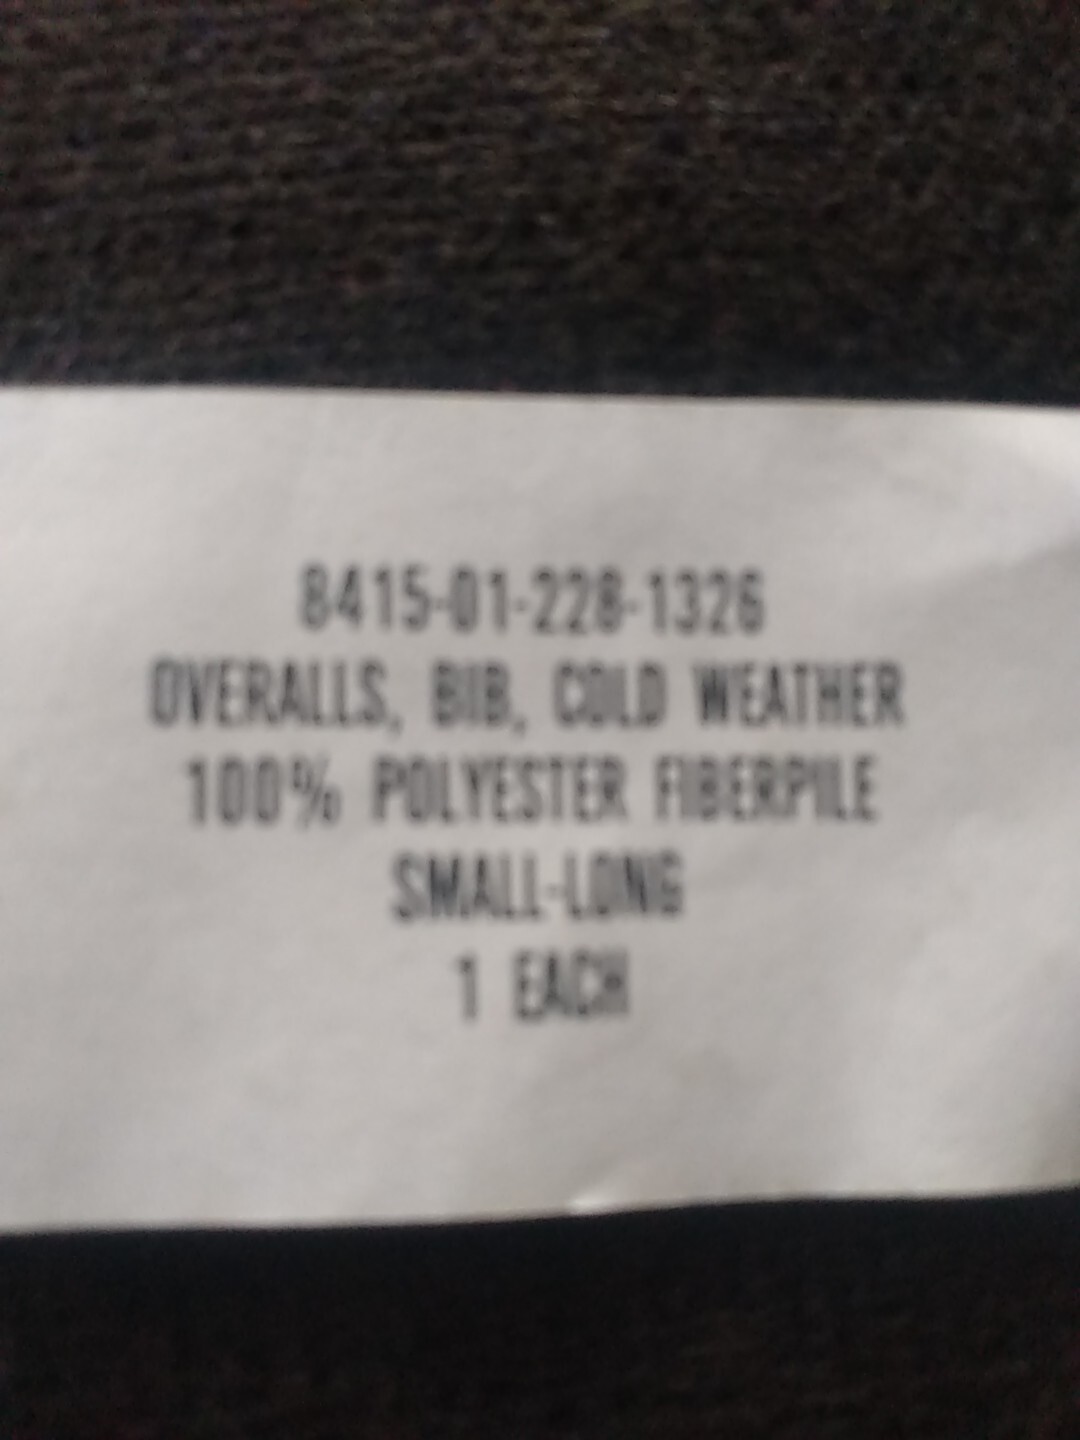 8415-01-228-1326
OVERALLS, BIB, COLD WEATHER
100% POLYESTER FIBERPILE
SMALL-LONG
1 EACH